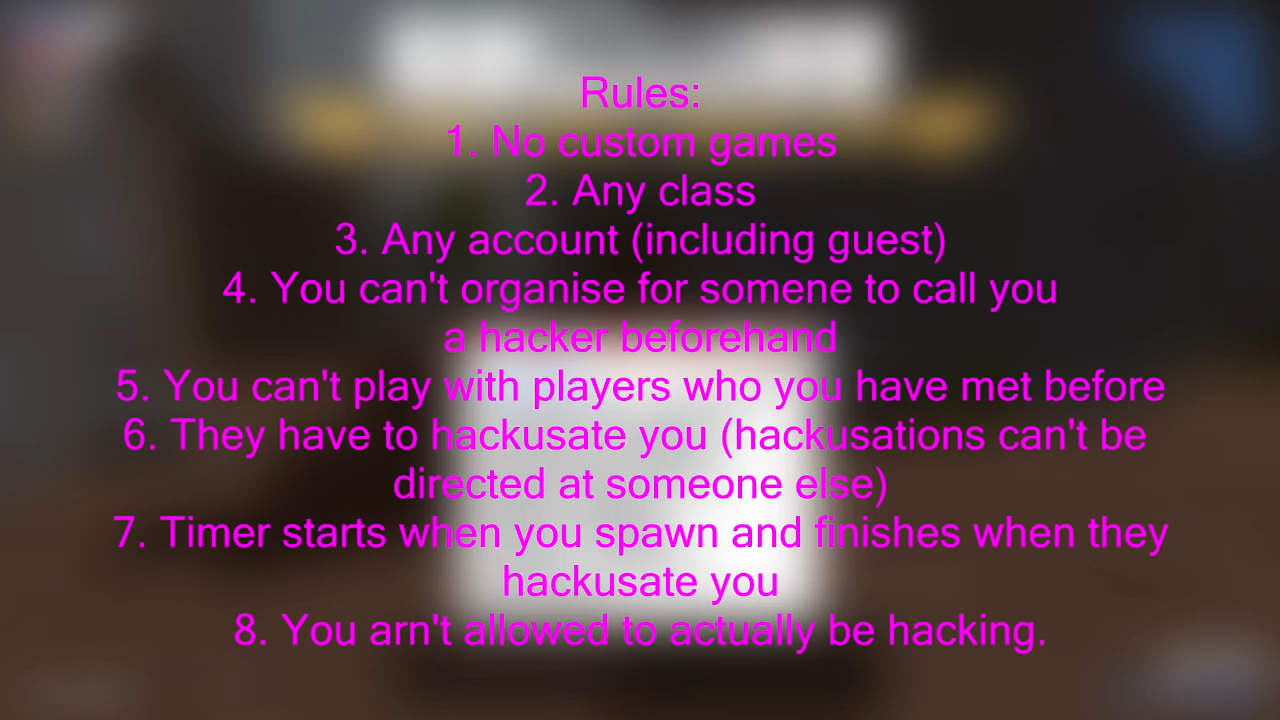 Rules:
1. No custom games
2. Any class
3. Any account (including guest)
4. You can't organise for somene to call you
a hacker beforehand
5. You can't play with players who you have met before
6. They have to hackusate you (hackusations can't be
directed at someone else)
7. Timer starts when you spawn and finishes when they
hackusate you
8. You arn't allowed to actually be hacking.